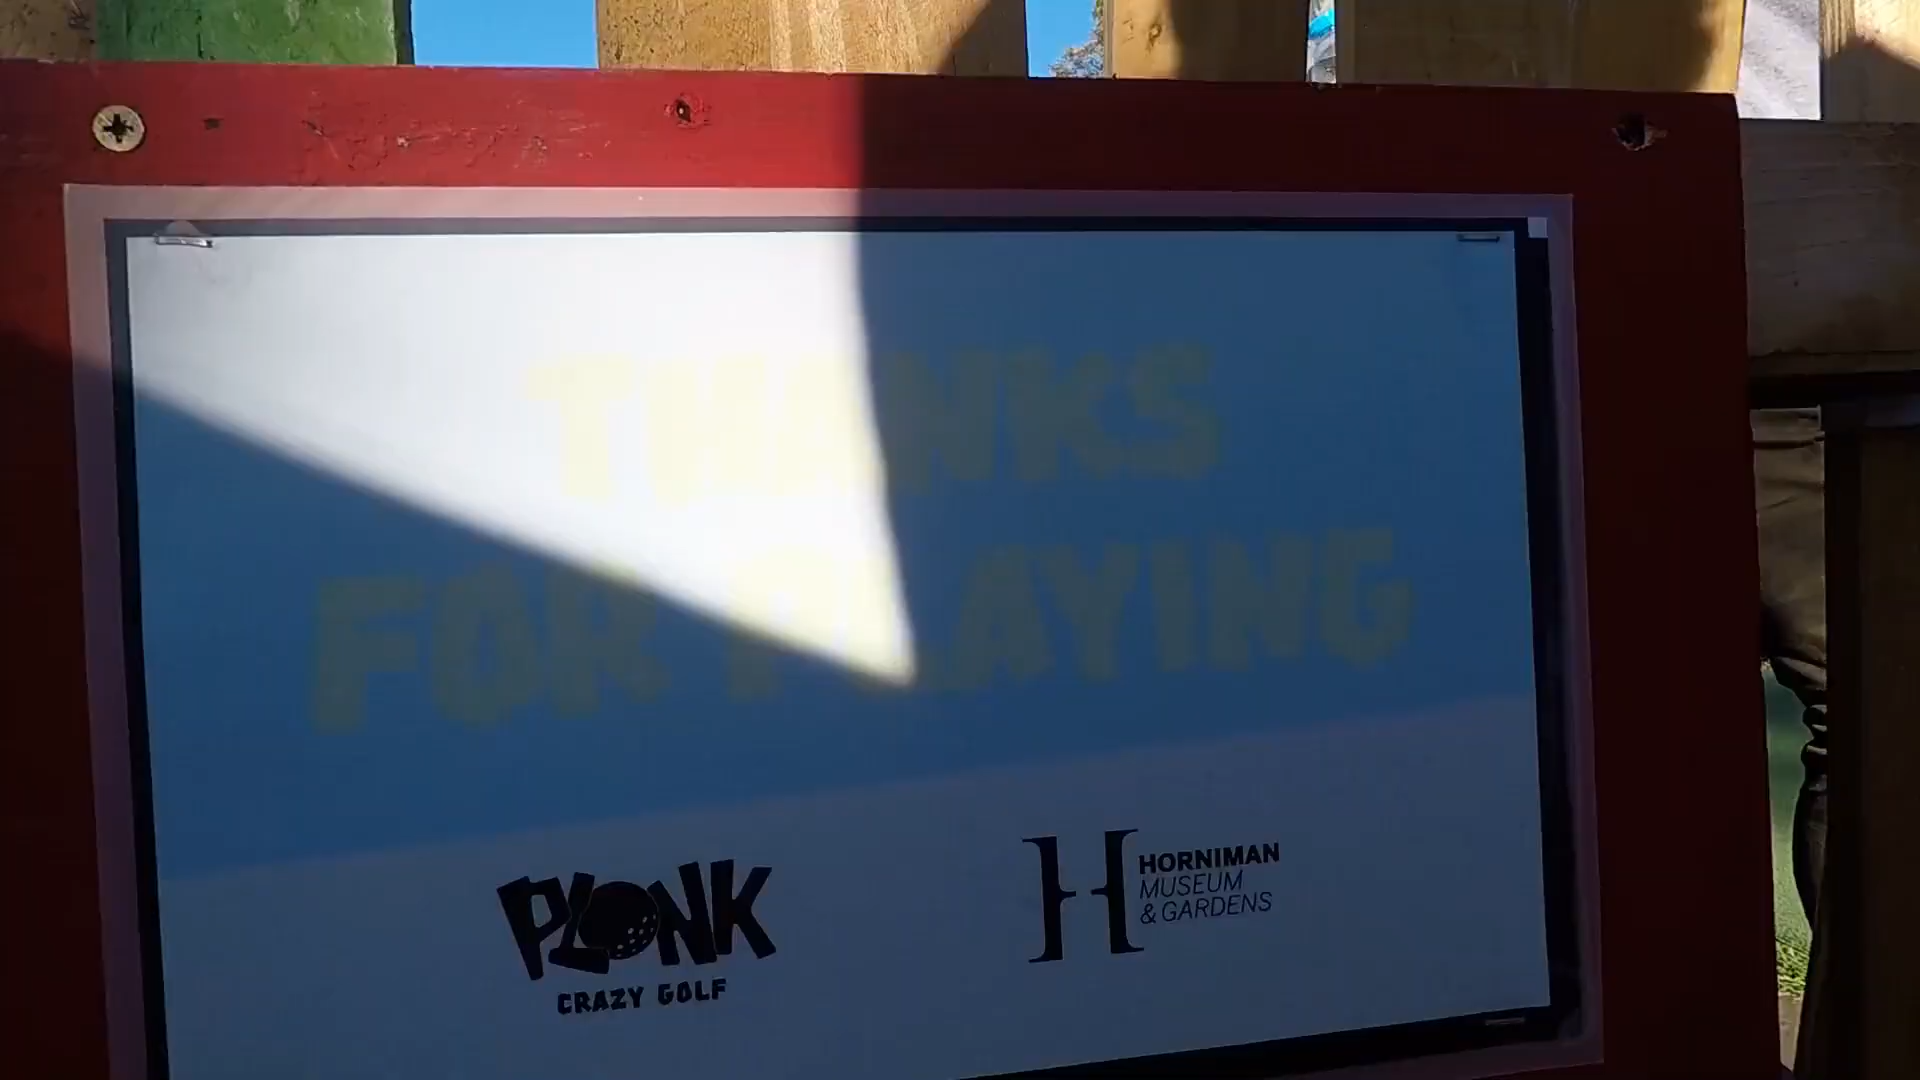 THANKS
FOR PLAYING
PLONK
CRAZY GOLF
HORNIMAN
MUSEUM
& GARDENS